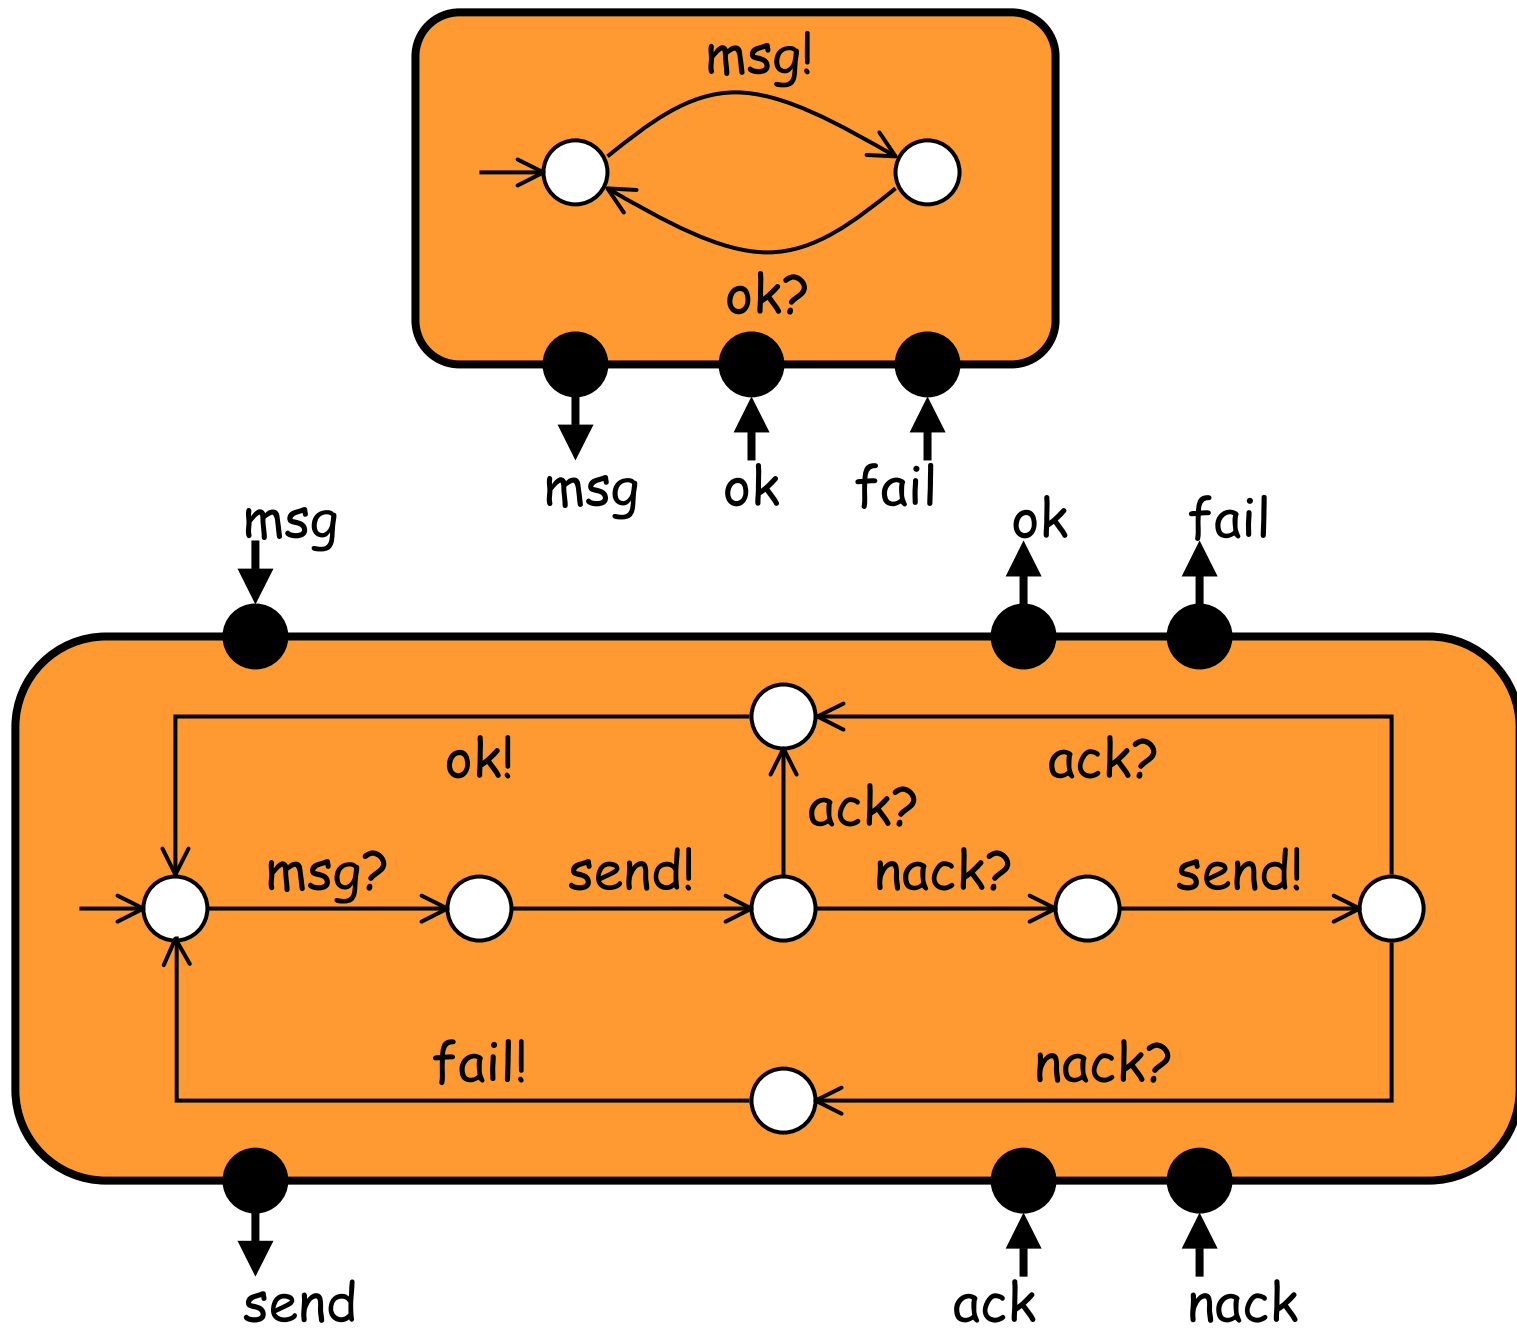 msg!
ok?
msg ok fail
msg ok fail
ok! ack?
ack?
msg? send! nack? send!
fail! nack?
send ack nack